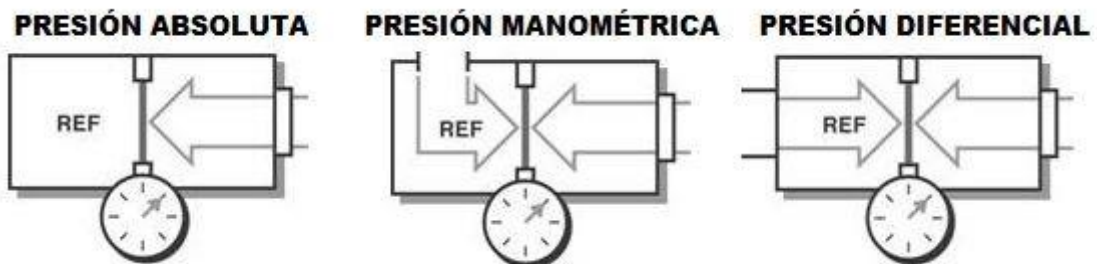 PRESIÓN ABSOLUTA
PRESIÓN MANOMÉTRICA
PRESIÓN DIFERENCIAL
REF
REF
REF